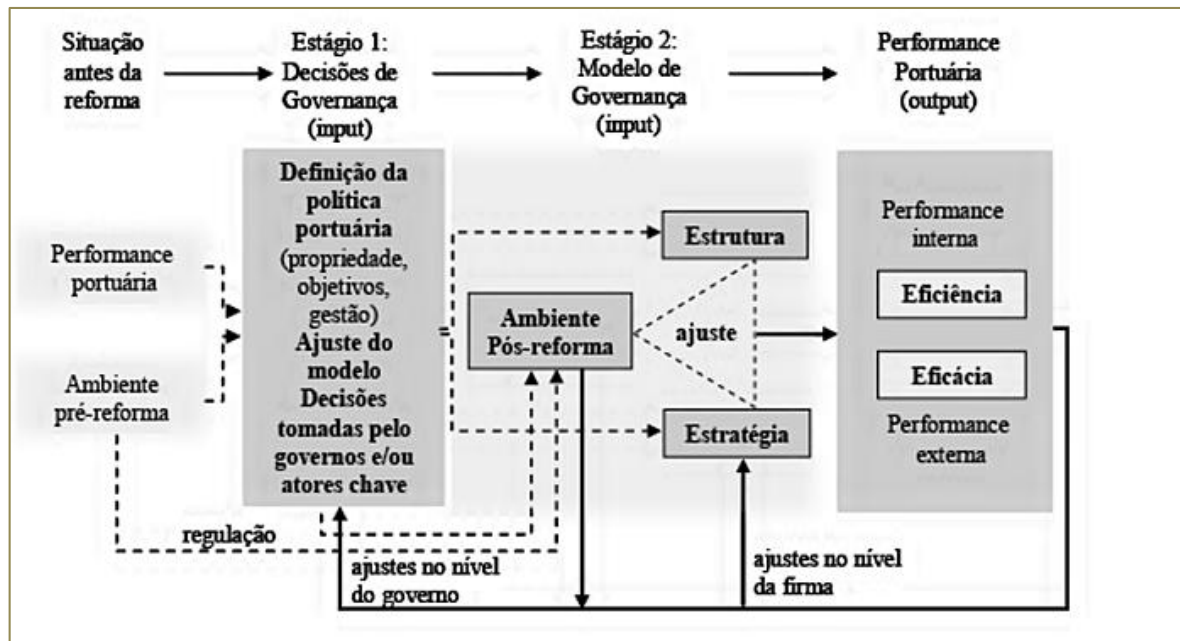 Situação
antes da
reforma
Estágio 1:
Decisões de
Governança
(input)
Estágio 2:
Modelo de
Governança
(input)
Performance
Portuária
(output)
Performance
portuária
Ambiente
pré-reforma
Definição da
política
portuária
(propriedade,
objetivos,
gestão)
Ajuste do
modelo
Decisões
tomadas pelo
governos e/ou
atores chave
Ambiente
Pós-reforma
Estrutura
ajuste
Estratégia
Performance
interna
Eficiência
Eficácia
Performance
externa
regulação
ajustes no nível
do governo
ajustes no nível
da firma